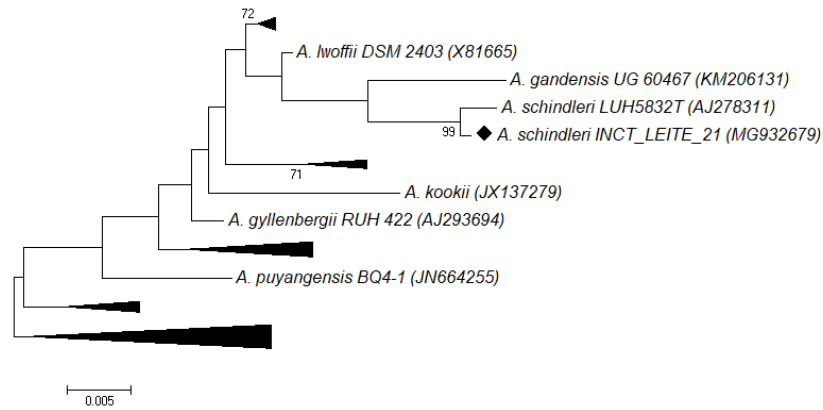 72
A. lwoffii DSM 2403 (X81665)
A. gandensis UG 60467 (KM206131)
A. schindleri LUH5832T (AJ278311)
99
A. schindleri INCT_LEITE_21 (MG932679)
71
A. kookii (JX137279)
A. gyllenbergii RUH 422 (AJ293694)
A. puyangensis BQ4-1 (JN664255)
0.005